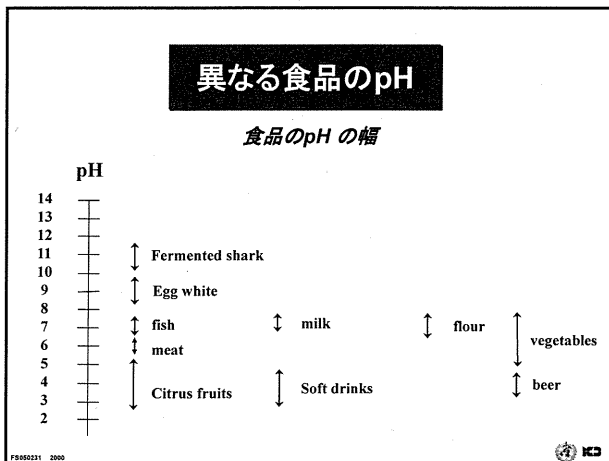 異なる食品のpH
食品のpH の幅
pH
14
13
12
11 Fermented shark
10
9 Egg white
8
7 fish milk flour
vegetables
6 meat
5
4 Citrus fruits Soft drinks beer
3
2
FS050231 2000